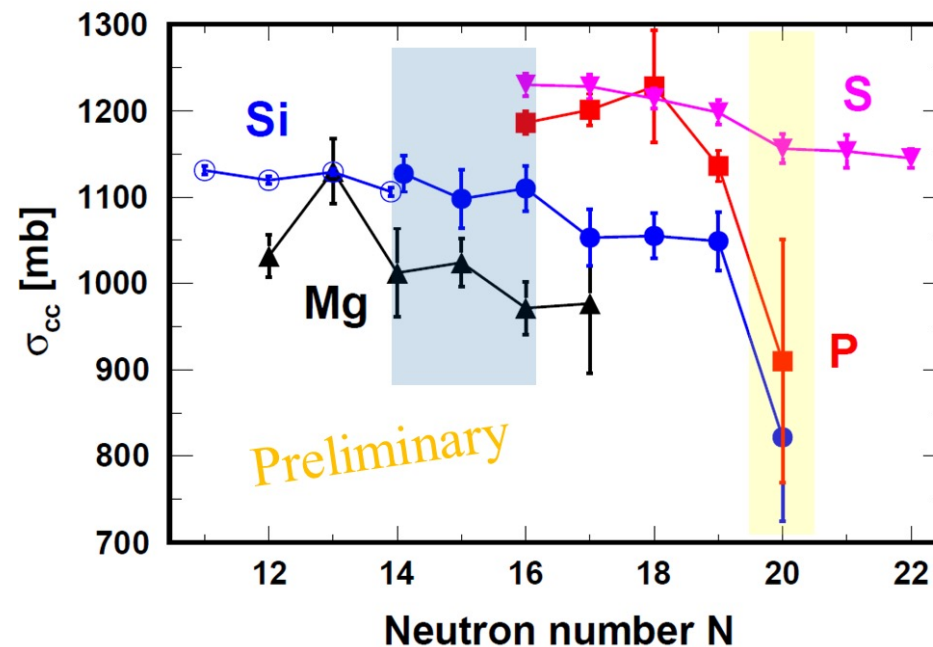 1300
1200
1100
1000
900
800
700
σcc [mb]
Si
Mg
S
P
Preliminary
12 14 16 18 20 22
Neutron number N